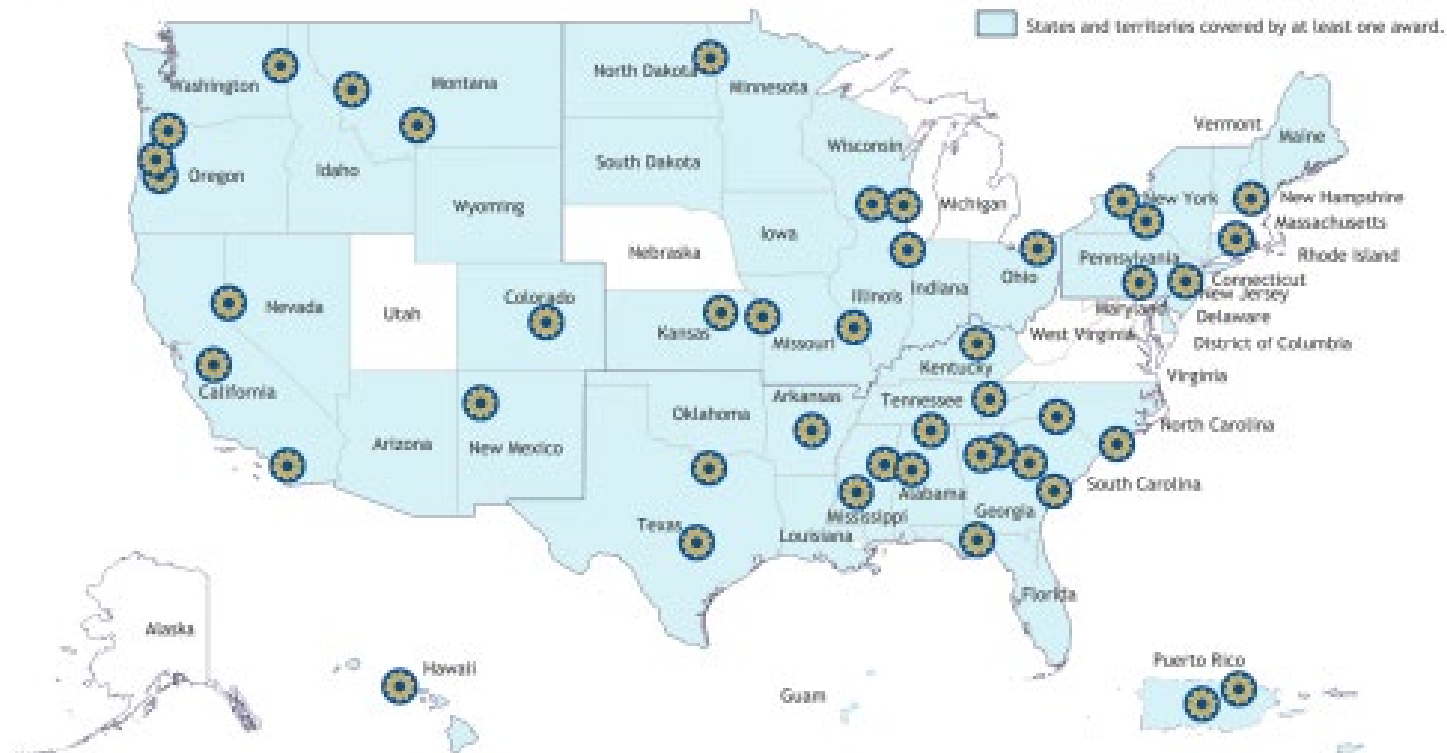 States and territories covered by at least one award.
Washington
Montana
North Dakota
Minnesota
Vermont
Maine
Wisconsin
Oregon
Idaho
South Dakota
Wyoming
Michigan
New York
New Hampshire
Massachusetts
Iowa
Nebraska
Rhode Island
Pennsylvania
Ohio
Connecticut
Nevada
Utah
Colorado
Illinois
Indiana
New Jersey
Maryland
Delaware
Kansas
Missouri
West Virginia
District of Columbia
Kentucky
Virginia
California
Arkansas
Tennessee
Oklahoma
North Carolina
Arizona
New Mexico
South Carolina
Alabama
Georgia
Mississippi
Texas
Louisiana
Florida
Alaska
Hawaii
Puerto Rico
Guam